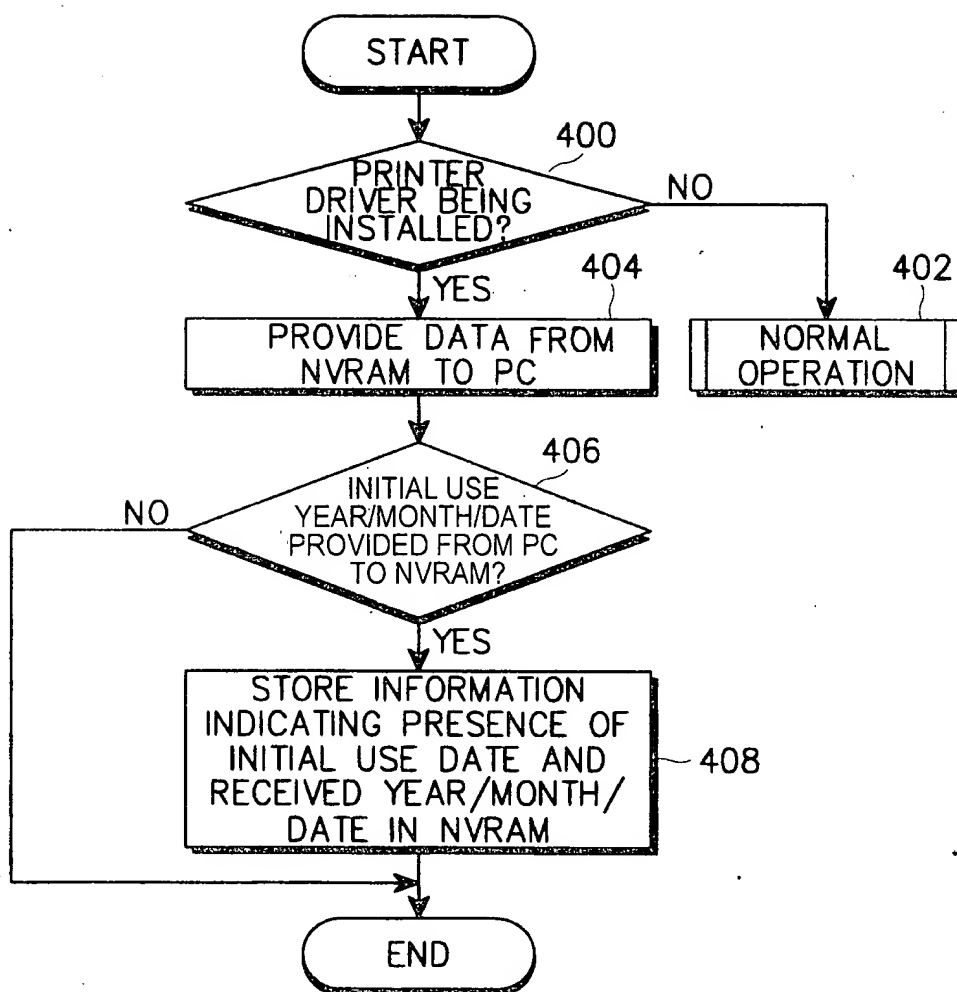 START
400
PRINTER
DRIVER BEING
INSTALLED?
NO
YES
404
402
PROVIDE DATA FROM
NVRAM TO PC
NORMAL
OPERATION
406
INITIAL USE
YEAR/MONTH/DATE
PROVIDED FROM PC
TO NVRAM?
NO
YES
STORE INFORMATION
INDICATING PRESENCE OF
INITIAL USE DATE AND
RECEIVED YEAR/MONTH/
DATE IN NVRAM
408
END